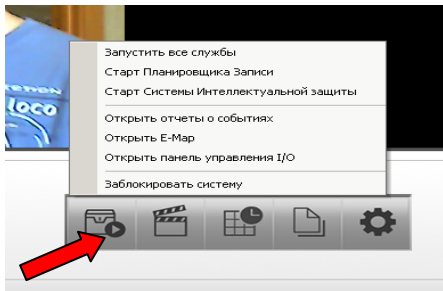 Запустить все службы
Старт Планировщика Записи
Старт Системы Интеллектуальной защиты
Открыть отчеты о событиях
Открыть E-Map
Открыть панель управления I/O
Заблокировать систему
loco